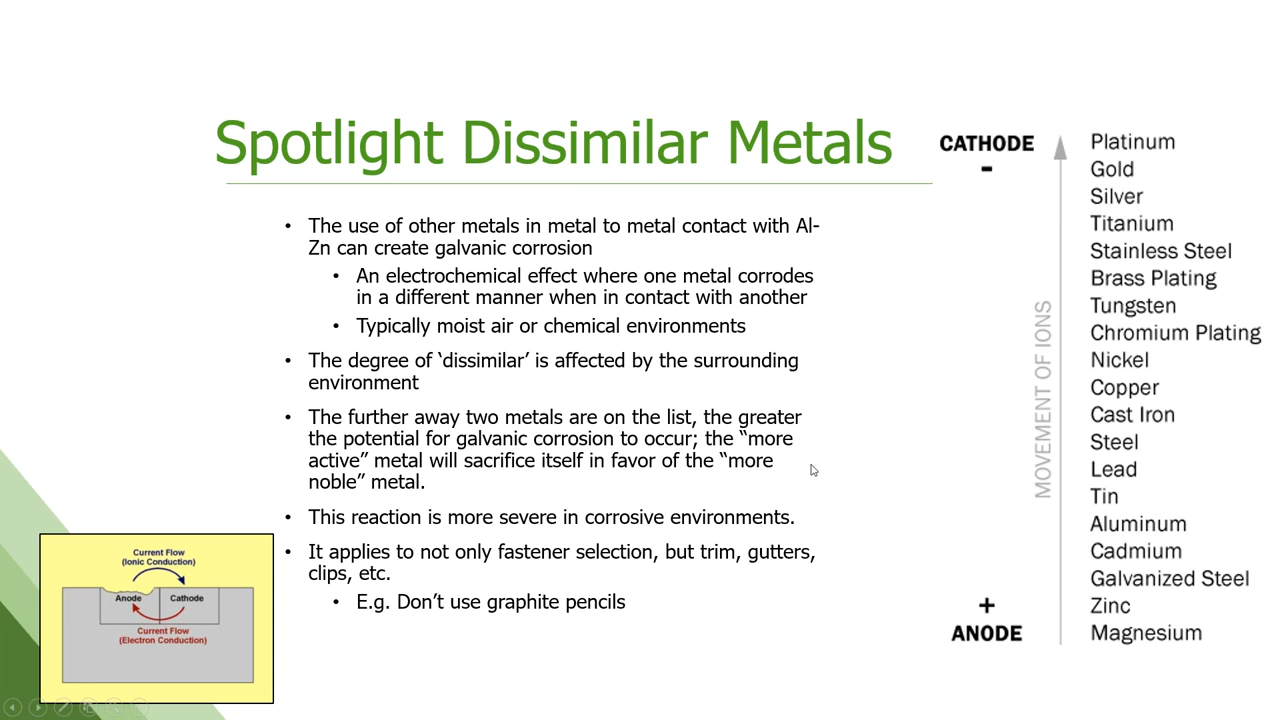 Spotlight Dissimilar Metals
• The use of other metals in metal to metal contact with Al-
Zn can create galvanic corrosion
• An electrochemical effect where one metal corrodes
in a different manner when in contact with another
• Typically moist air or chemical environments
• The degree of ‘dissimilar’ is affected by the surrounding
environment
• The further away two metals are on the list, the greater
the potential for galvanic corrosion to occur; the “more
active” metal will sacrifice itself in favor of the “more
noble” metal.
• This reaction is more severe in corrosive environments.
• It applies to not only fastener selection, but trim, gutters,
clips, etc.
• E.g. Don’t use graphite pencils
Current Flow
(Ionic Conduction)
Anode
Cathode
Current Flow
(Electron Conduction)
CATHODE
-
MOVEMENT OF IONS
+
ANODE
Platinum
Gold
Silver
Titanium
Stainless Steel
Brass Plating
Tungsten
Chromium Plating
Nickel
Copper
Cast Iron
Steel
Lead
Tin
Aluminum
Cadmium
Galvanized Steel
Zinc
Magnesium